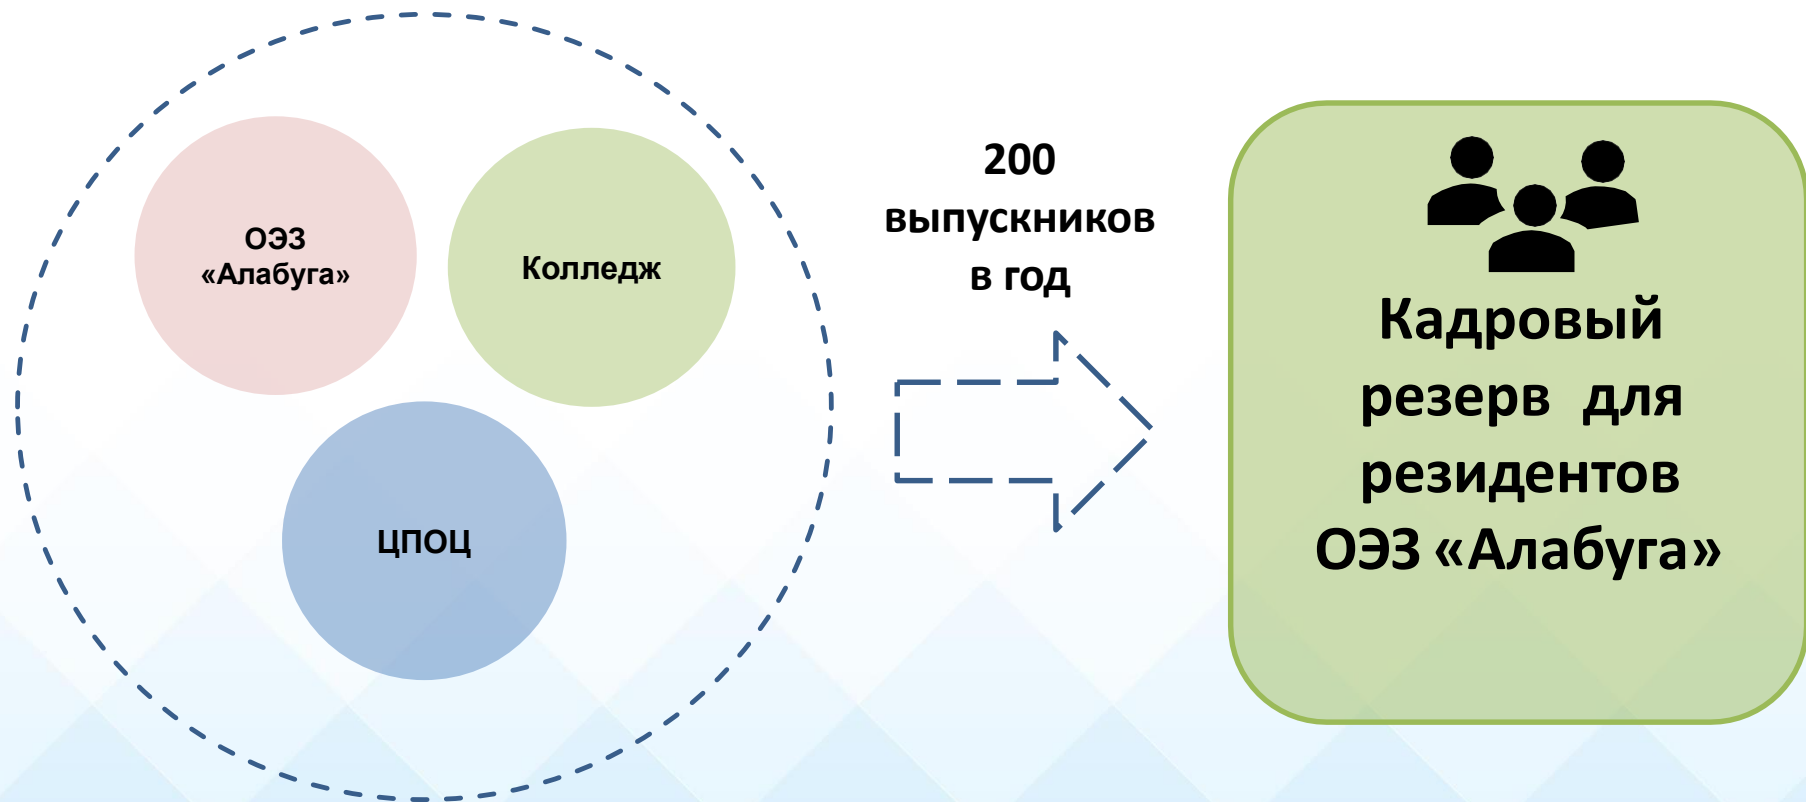 ОЭЗ
«Алабуга»
Колледж
ЦПОЦ
200
выпускников
в год
Кадровый
резерв для
резидентов
ОЭЗ «Алабуга»